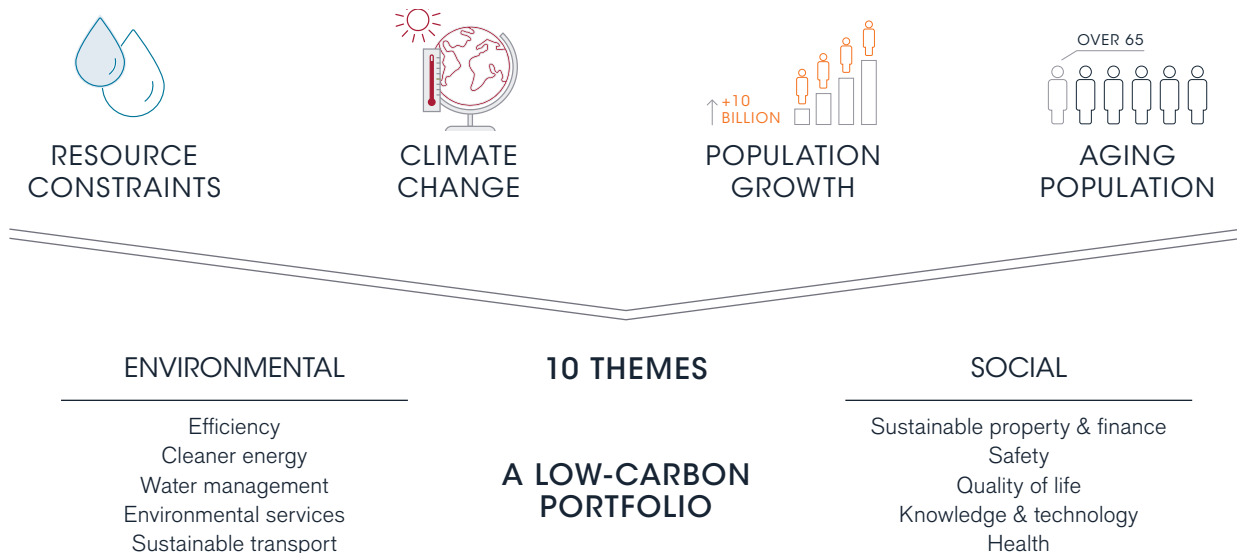 OVER 65
+10
BILLION
RESOURCE
CONSTRAINTS
CLIMATE
CHANGE
POPULATION
GROWTH
AGING
POPULATION
ENVIRONMENTAL
Efficiency
Cleaner energy
Water management
Environmental services
Sustainable transport
10 THEMES
A LOW-CARBON
PORTFOLIO
SOCIAL
Sustainable property & finance
Safety
Quality of life
Knowledge & technology
Health